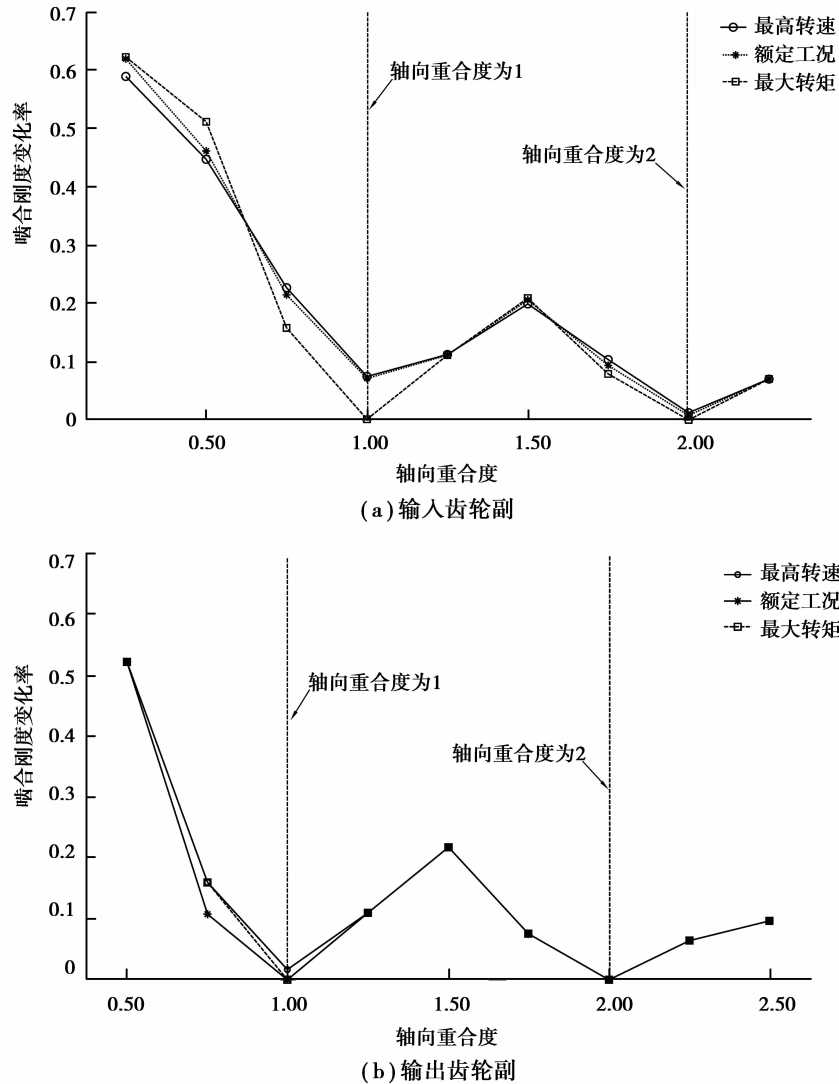 0.7
0.6
0.5
0.4
0.3
0.2
0.1
0
啮合刚度变化率
最高转速
额定工况
最大转矩
轴向重合度为1
轴向重合度为2
0.50
1.00
1.50
2.00
轴向重合度
(a)输入齿轮副
0.7
0.6
0.5
0.4
0.3
0.2
0.1
0
啮合刚度变化率
最高转速
额定工况
最大转矩
轴向重合度为1
轴向重合度为2
0.50
1.00
1.50
2.00
2.50
轴向重合度
(b)输出齿轮副